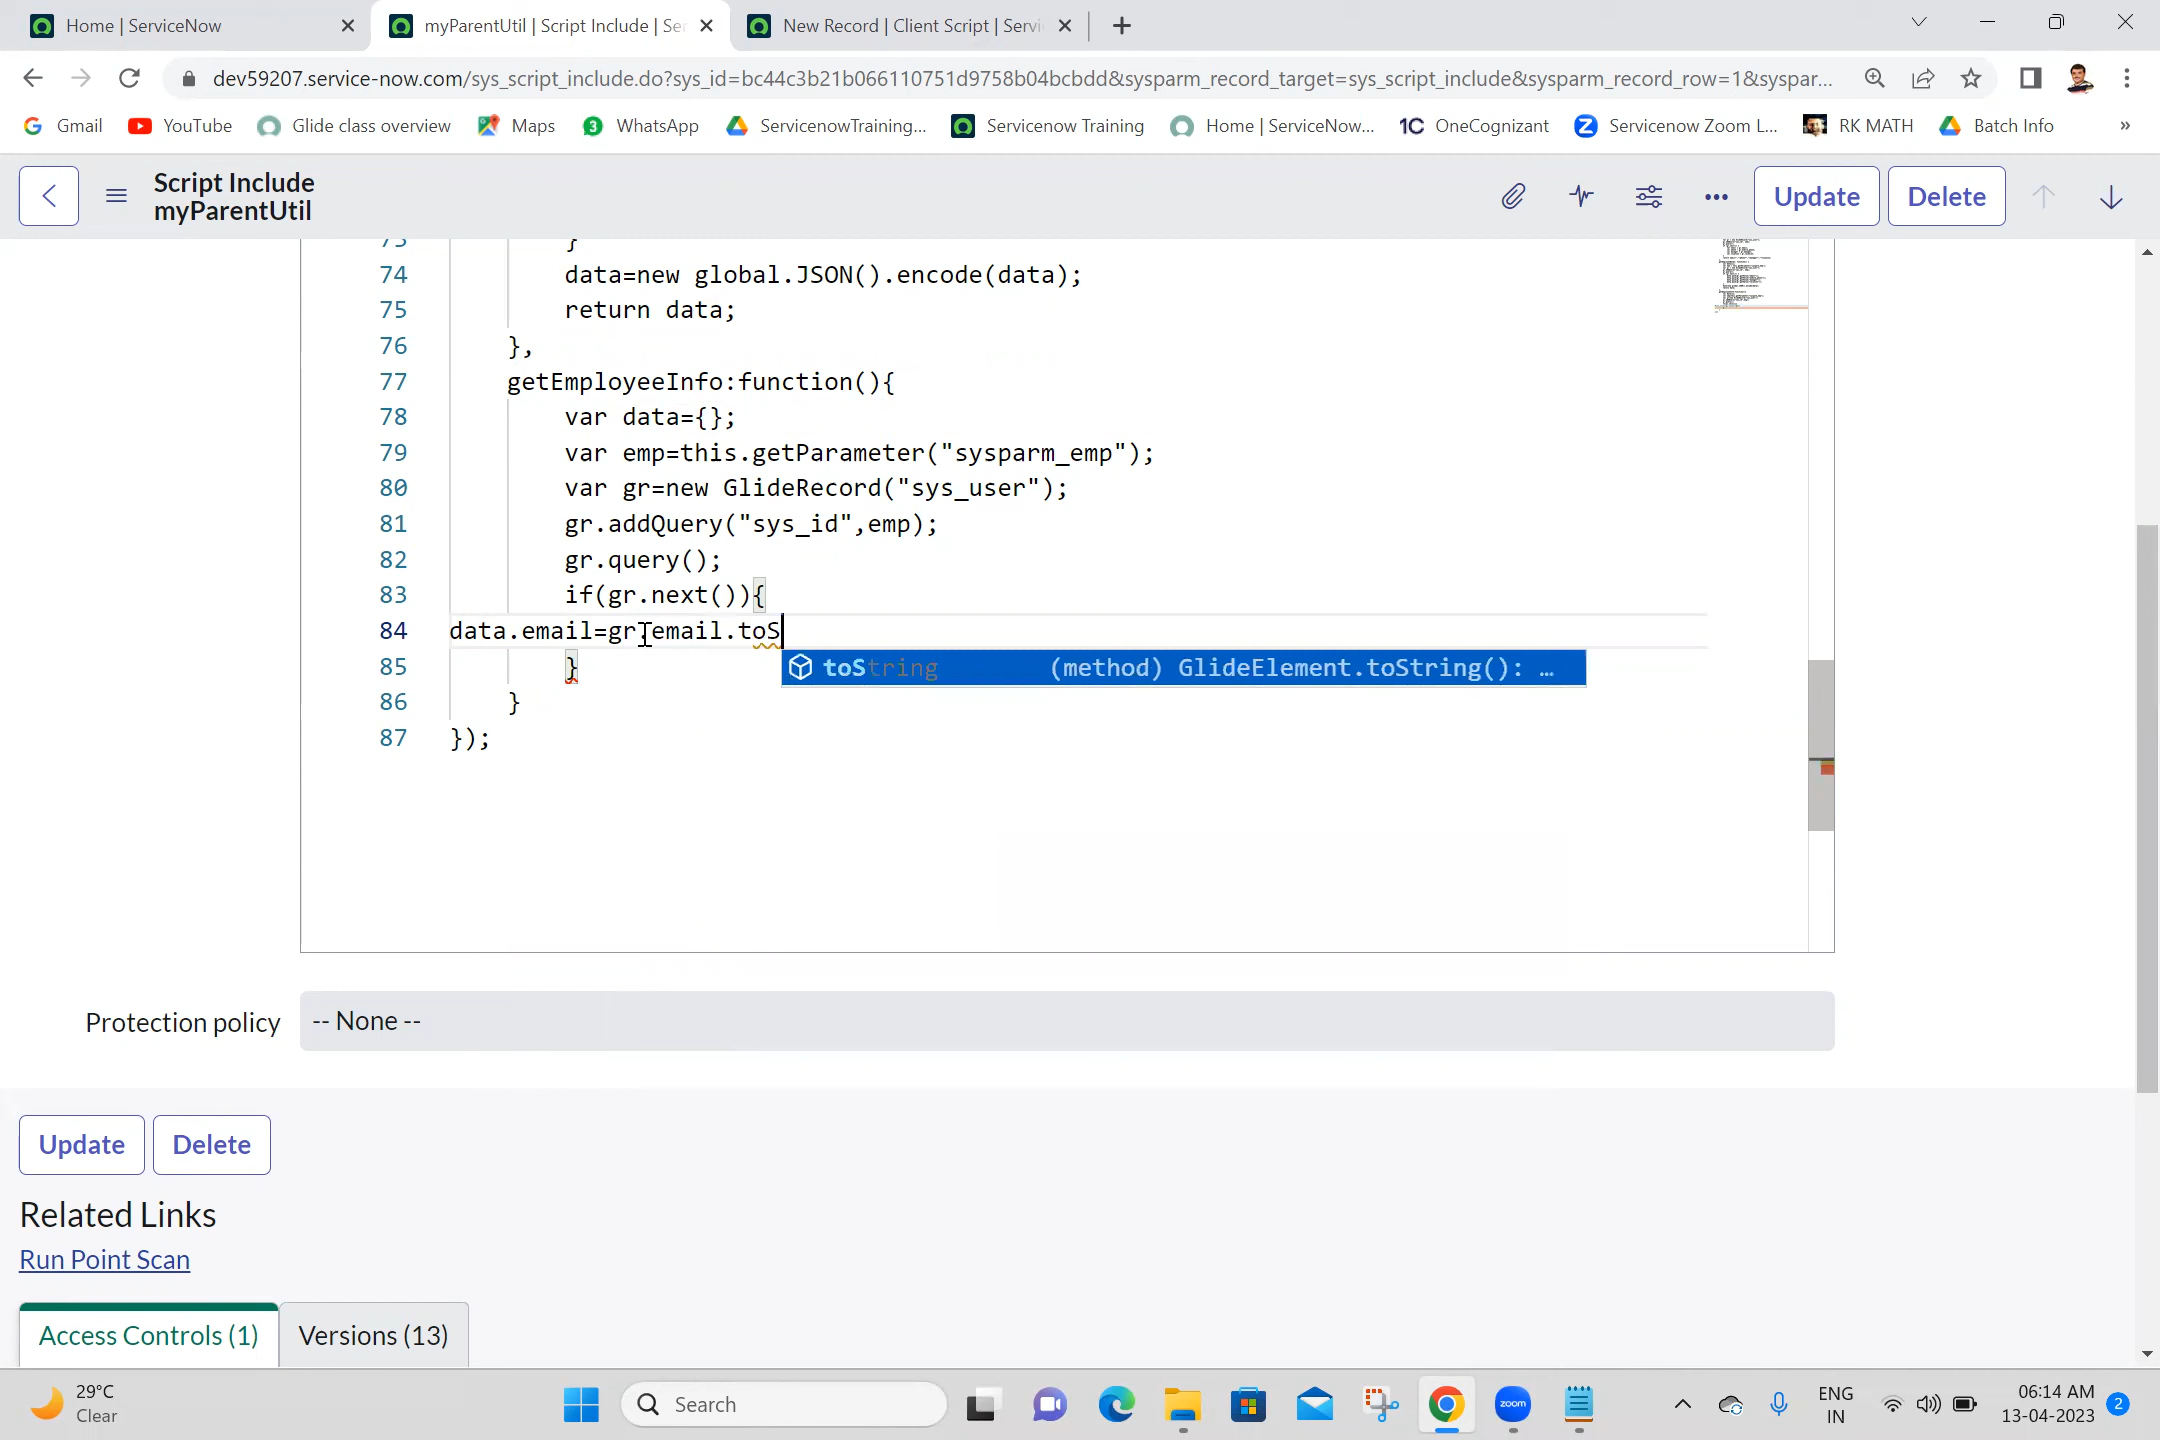 Home | ServiceNow
myParentUtil | Script Include | Se
New Record | Client Script | Servi
dev59207.service-now.com/sys_script_include.do?sys_id=bc44c3b21b066110751d9758b04bcbdd&sysparm_record_target=sys_script_include&sysparm_record_row=1&syspar...
Gmail
YouTube
Glide class overview
Maps
3
WhatsApp
ServicenowTraining...
Servicenow Training
Home | ServiceNow...
1C OneCognizant
Z Servicenow Zoom L...
RK MATH
Batch Info
»
Script Include
myParentUtil
Update
Delete
73 }
74 data=new global.JSON().encode(data);
75 return data;
76 },
77 getEmployeeInfo:function(){
78 var data={};
79 var emp=this.getParameter("sysparm_emp");
80 var gr=new GlideRecord("sys_user");
81 gr.addQuery("sys_id",emp);
82 gr.query();
83 if(gr.next()){
84 data.email=gr.email.toS
toString (method) GlideElement.toString(): …
85 }
86 }
87 });
Protection policy
-- None --
Update
Delete
Related Links
Run Point Scan
Access Controls (1)
Versions (13)
29°C
Clear
Search
zoom
ENG
IN
06:14 AM
13-04-2023
2